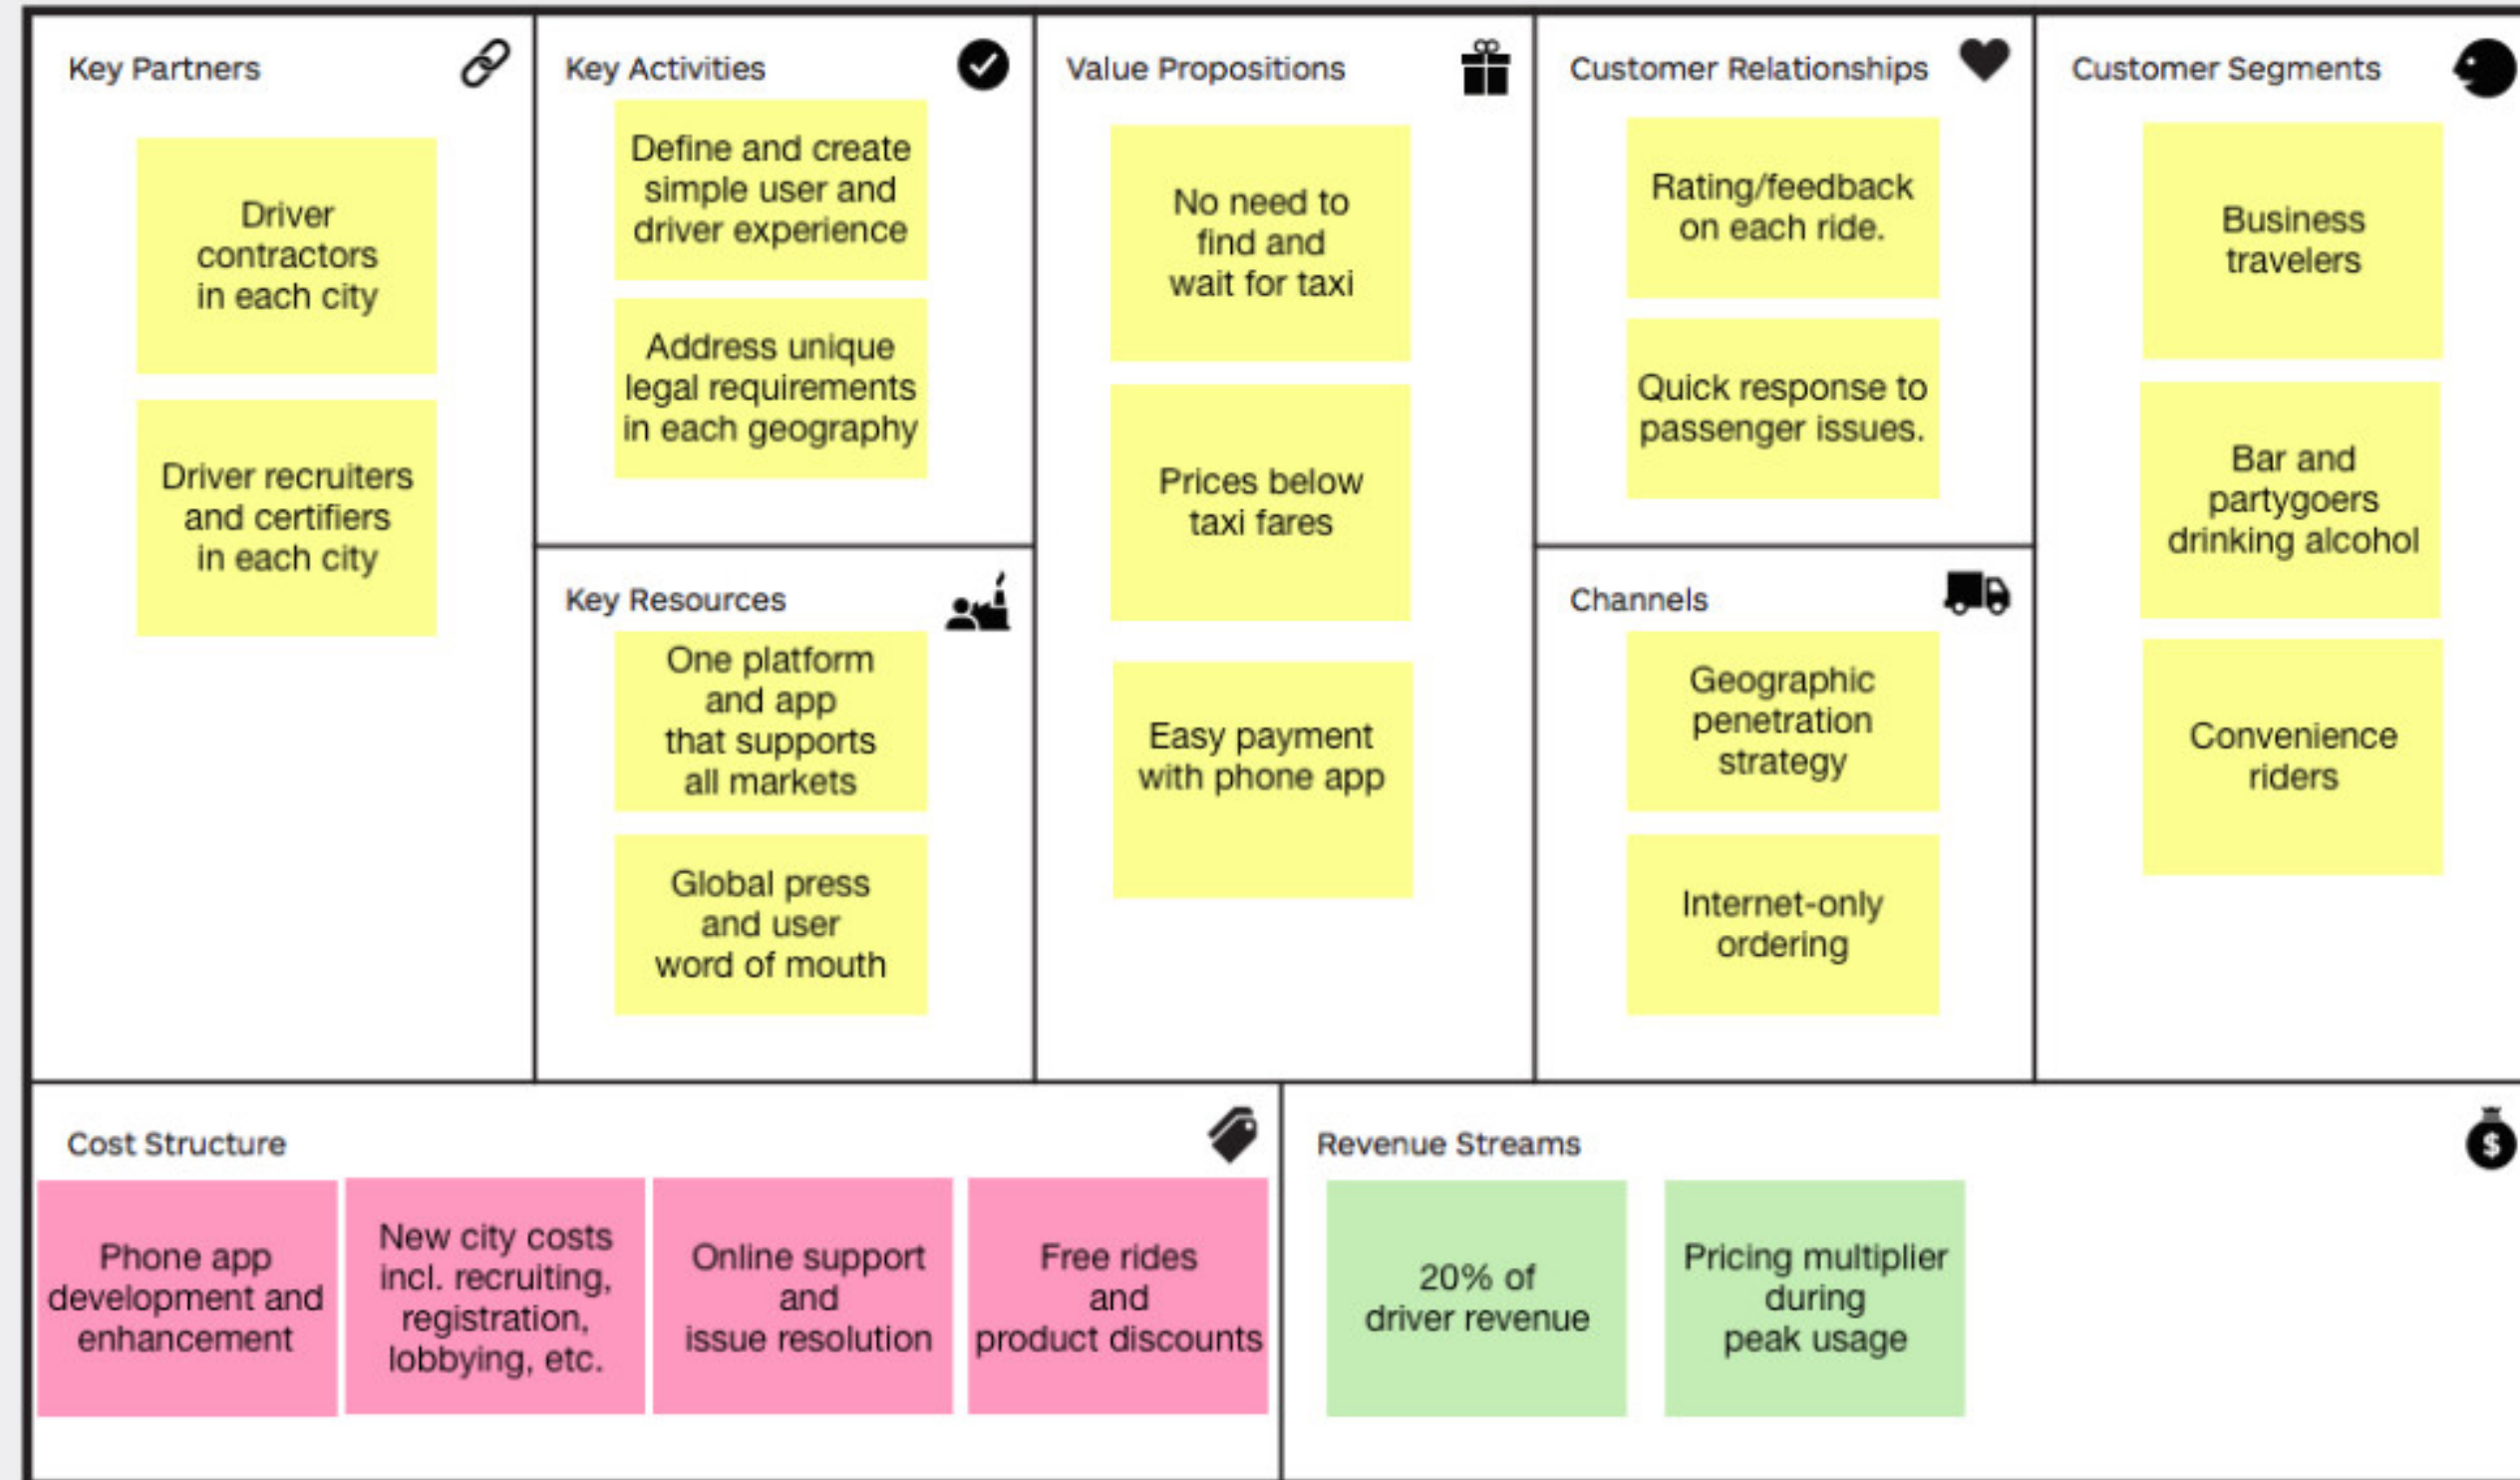 Key Partners
Driver
contractors
in each city
Driver recruiters
and certifiers
in each city
Key Activities
Define and create
simple user and
driver experience
Address unique
legal requirements
in each geography
Key Resources
One platform
and app
that supports
all markets
Global press
and user
word of mouth
Value Propositions
No need to
find and
wait for taxi
Prices below
taxi fares
Easy payment
with phone app
Customer Relationships
Rating/feedback
on each ride.
Quick response to
passenger issues.
Channels
Geographic
penetration
strategy
Internet-only
ordering
Customer Segments
Business
travelers
Bar and
partygoers
drinking alcohol
Convenience
riders
Cost Structure
Phone app
development and
enhancement
New city costs
incl. recruiting,
registration,
lobbying, etc.
Online support
and
issue resolution
Free rides
and
product discounts
Revenue Streams
$
20% of
driver revenue
Pricing multiplier
during
peak usage